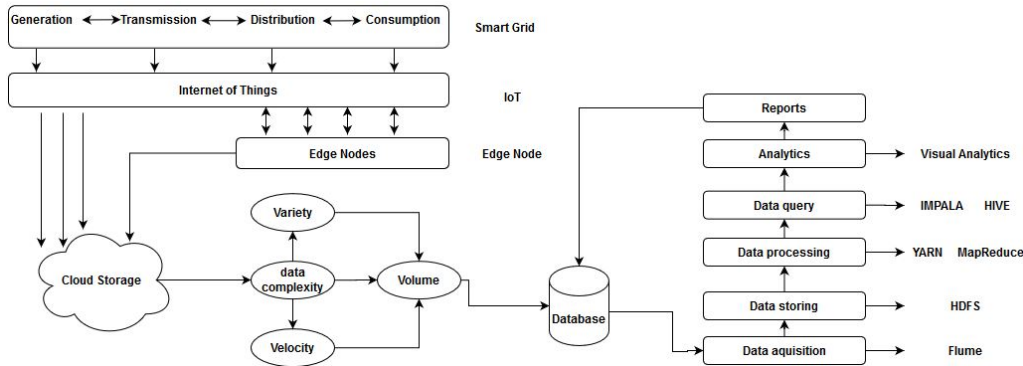 Generation Transmission Distribution Consumption
Smart Grid
Internet of Things
IoT
Edge Nodes
Edge Node
Cloud Storage
Variety
data
complexity
Velocity
Volume
Database
Reports
Analytics
Visual Analytics
Data query
IMPALA HIVE
Data processing
YARN MapReduce
Data storing
HDFS
Data aquisition
Flume